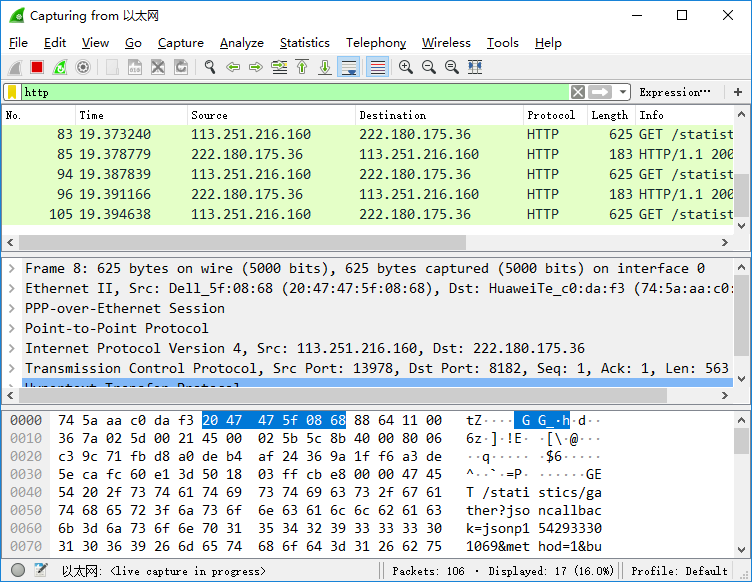 Capturing from 以太网
File Edit View Go Capture Analyze Statistics Telephony Wireless Tools Help
http Expression…
No. Time Source Destination Protocol Length Info
83 19.373240 113.251.216.160 222.180.175.36 HTTP 625 GET /statist
85 19.378779 222.180.175.36 113.251.216.160 HTTP 183 HTTP/1.1 200
94 19.387839 113.251.216.160 222.180.175.36 HTTP 625 GET /statist
96 19.391166 222.180.175.36 113.251.216.160 HTTP 183 HTTP/1.1 200
105 19.394638 113.251.216.160 222.180.175.36 HTTP 625 GET /statist
Frame 8: 625 bytes on wire (5000 bits), 625 bytes captured (5000 bits) on interface 0
Ethernet II, Src: Dell_5f:08:68 (20:47:47:5f:08:68), Dst: HuaweiTe_c0:da:f3 (74:5a:aa:c0:
PPP-over-Ethernet Session
Point-to-Point Protocol
Internet Protocol Version 4, Src: 113.251.216.160, Dst: 222.180.175.36
Transmission Control Protocol, Src Port: 13978, Dst Port: 8182, Seq: 1, Ack: 1, Len: 563
Hypertext Transfer Protocol
0000 74 5a aa c0 da f3 20 47 47 5f 08 68 88 64 11 00 tZ···· G G_·h·d··
0010 36 7a 02 5d 00 21 45 00 02 5b 5c 8b 40 00 80 06 6z·]·!E· ·[\·@···
0020 c3 9c 71 fb d8 a0 de b4 af 24 36 9a 1f f6 a3 de ··q····· ·$6·····
0030 5e ca fc 60 e1 3d 50 18 03 ff cb e8 00 00 47 45 ^··`·=P· ······GE
0040 54 20 2f 73 74 61 74 69 73 74 69 63 73 2f 67 61 T /stati stics/ga
0050 74 68 65 72 3f 6a 73 6f 6e 63 61 6c 6c 62 61 63 ther?jso ncallbac
0060 6b 3d 6a 73 6f 6e 70 31 35 34 32 39 33 33 33 30 k=jsonp1 54293330
0070 31 30 36 39 26 6d 65 74 68 6f 64 3d 31 26 62 75 1069&met hod=1&bu
以太网: <live capture in progress> Packets: 106 · Displayed: 17 (16.0%) Profile: Default